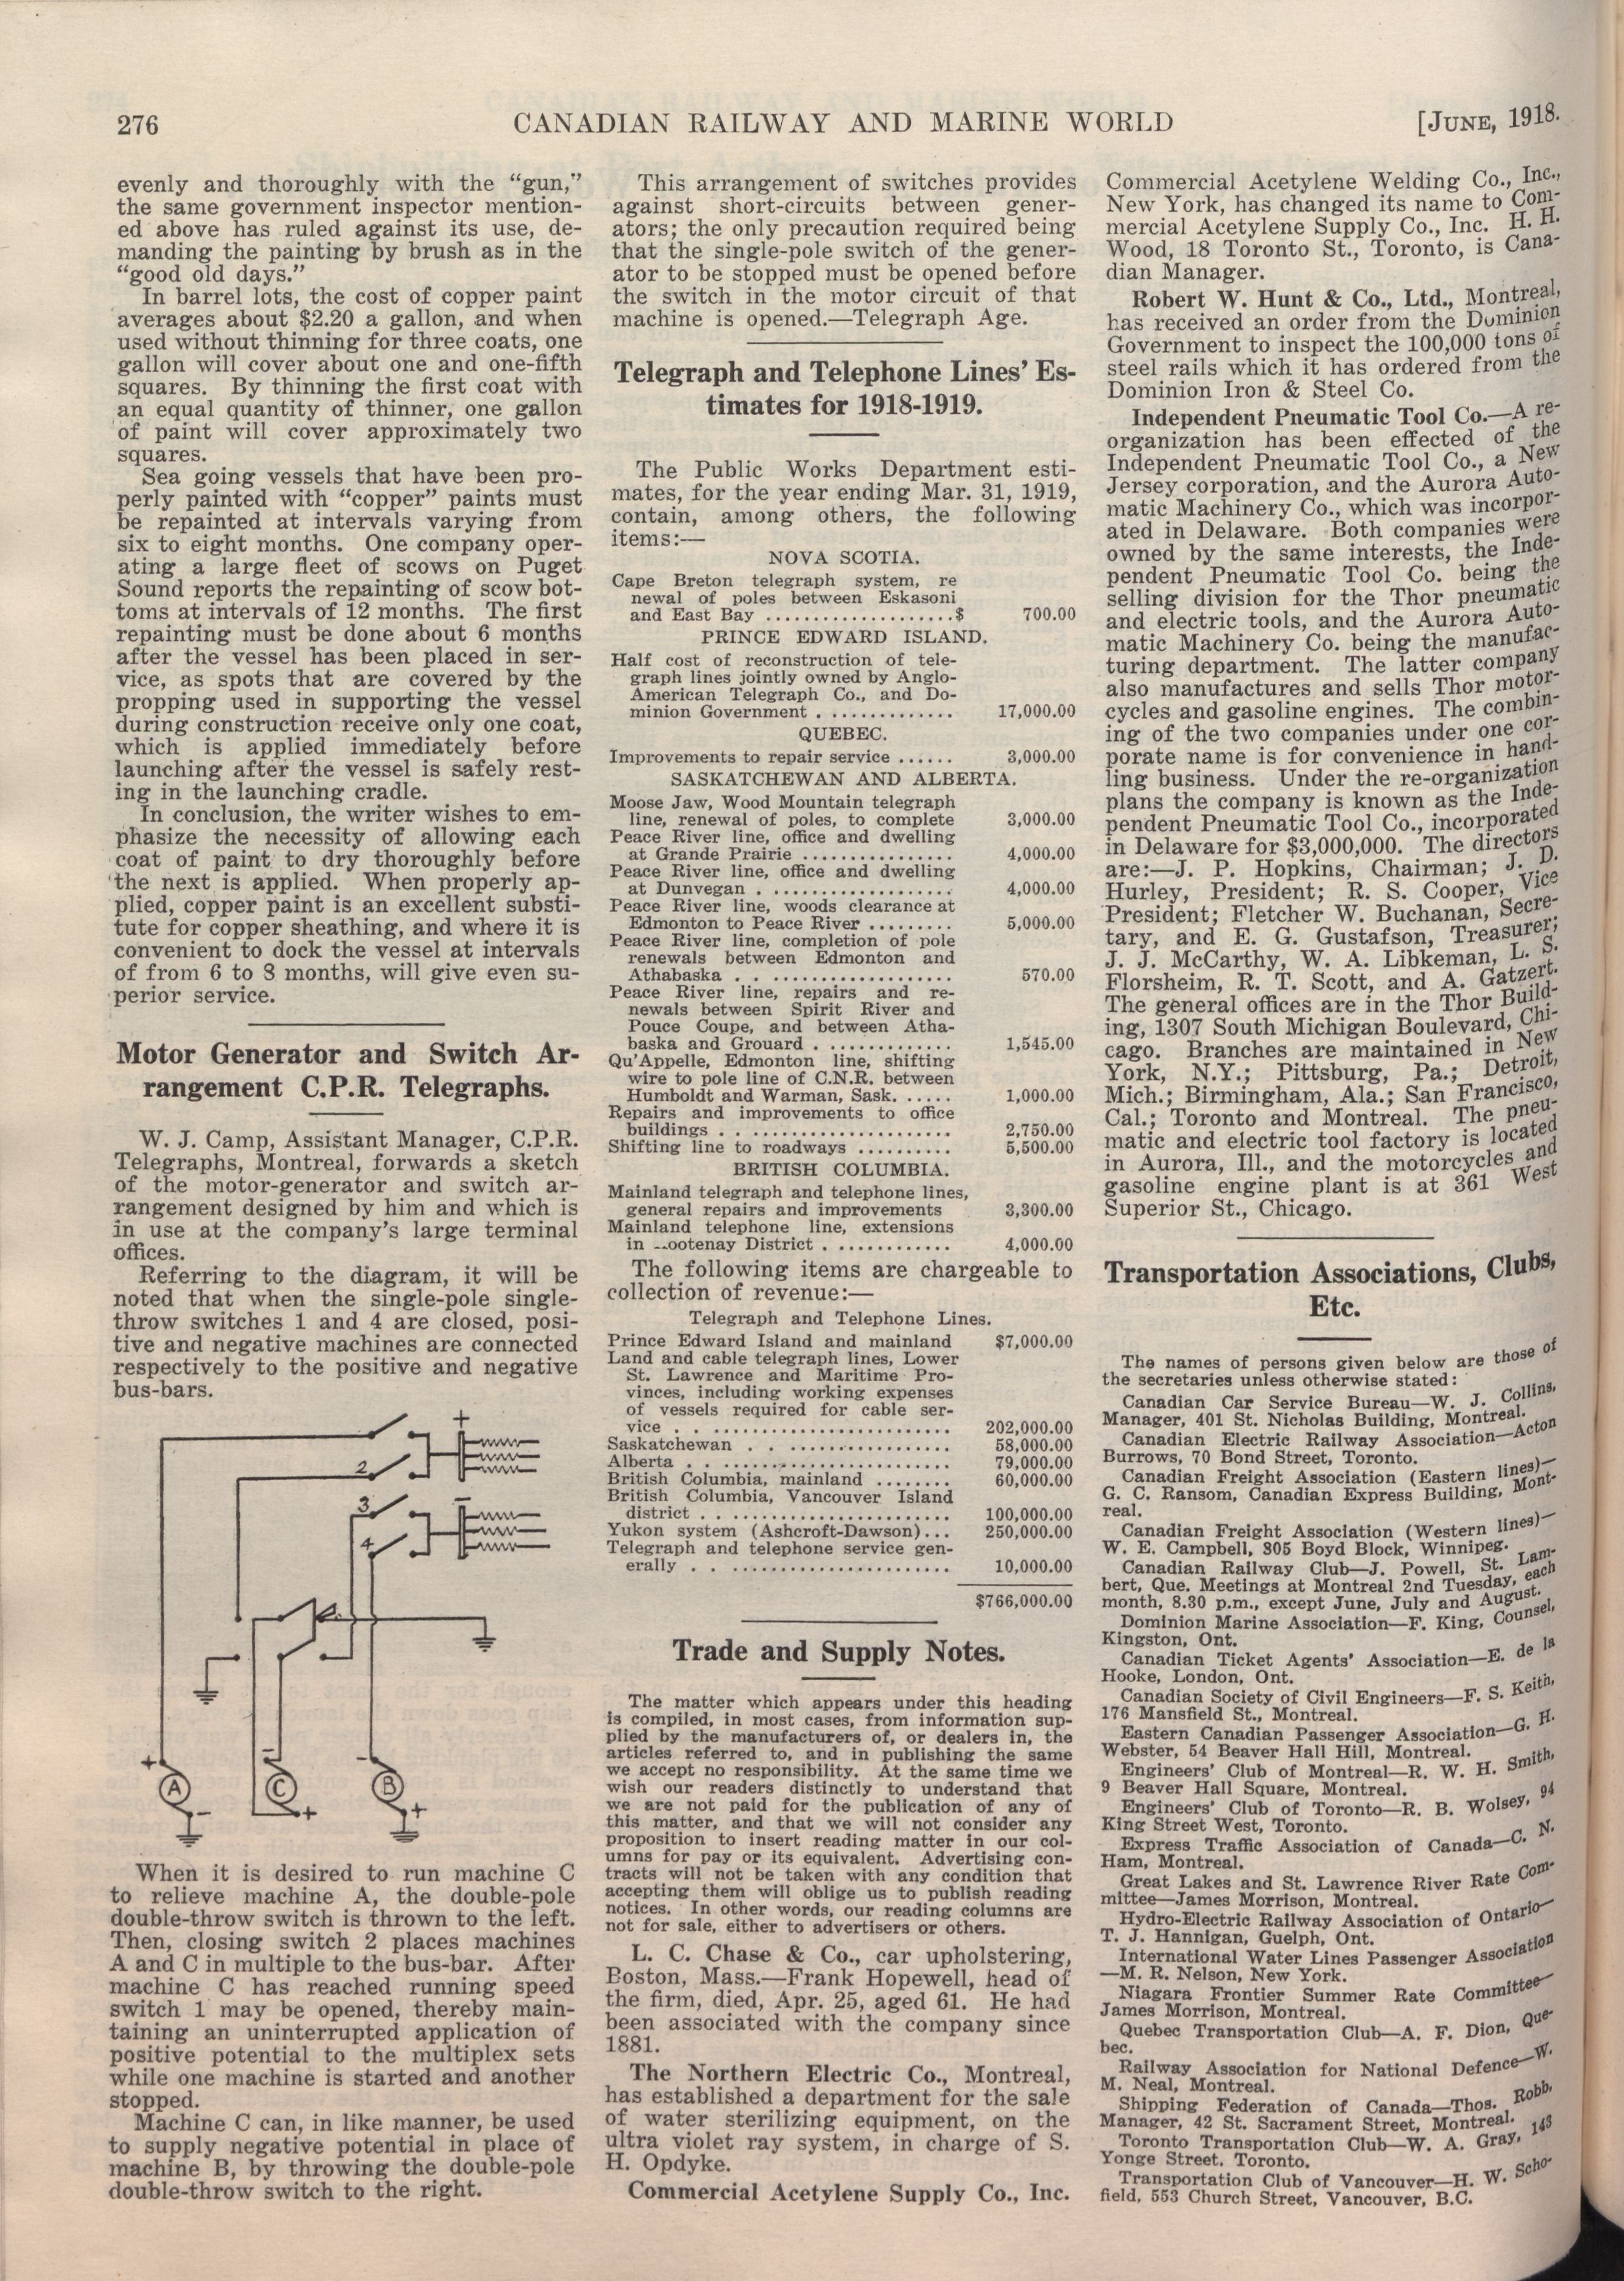 276
CANADIAN RAILWAY AND MARINE WORLD
[JUNE, 1918.
evenly and thoroughly with the “gun,”
the same government inspector mention-
ed above has ruled against its use, de-
manding the painting by brush as in the
“good old days.”
In barrel lots, the cost of copper paint
averages about $2.20 a gallon, and when
used without thinning for three coats, one
gallon will cover about one and one-fifth
squares. By thinning the first coat with
an equal quantity of thinner, one gallon
of paint will cover approximately two
squares.
Sea going vessels that have been pro-
perly painted with “copper” paints must
be repainted at intervals varying from
six to eight months. One company oper-
ating a large fleet of scows on Puget
Sound reports the repainting of scow bot-
toms at intervals of 12 months. The first
repainting must be done about 6 months
after the vessel has been placed in ser-
vice, as spots that are covered by the
propping used in supporting the vessel
during construction receive only one coat,
which is applied immediately before
launching after the vessel is safely rest-
ing in the launching cradle.
In conclusion, the writer wishes to em-
phasize the necessity of allowing each
coat of paint to dry thoroughly before
the next is applied. When properly ap-
plied, copper paint is an excellent substi-
tute for copper sheathing, and where it is
convenient to dock the vessel at intervals
of from 6 to 8 months, will give even su-
perior service.
Motor Generator and Switch Ar-
rangement C.P.R. Telegraphs.
W. J. Camp, Assistant Manager, C.P.R.
Telegraphs, Montreal, forwards a sketch
of the motor-generator and switch ar-
rangement designed by him and which is
in use at the company’s large terminal
offices.
Referring to the diagram, it will be
noted that when the single-pole single-
throw switches 1 and 4 are closed, posi-
tive and negative machines are connected
respectively to the positive and negative
bus-bars.
+
2
3
4
−
+ A −
− C +
− B +
When it is desired to run machine C
to relieve machine A, the double-pole
double-throw switch is thrown to the left.
Then, closing switch 2 places machines
A and C in multiple to the bus-bar. After
machine C has reached running speed
switch 1 may be opened, thereby main-
taining an uninterrupted application of
positive potential to the multiplex sets
while one machine is started and another
stopped.
Machine C can, in like manner, be used
to supply negative potential in place of
machine B, by throwing the double-pole
double-throw switch to the right.
This arrangement of switches provides
against short-circuits between gener-
ators; the only precaution required being
that the single-pole switch of the gener-
ator to be stopped must be opened before
the switch in the motor circuit of that
machine is opened.—Telegraph Age.
Telegraph and Telephone Lines’ Es-
timates for 1918-1919.
The Public Works Department esti-
mates, for the year ending Mar. 31, 1919,
contain, among others, the following
items:—
NOVA SCOTIA.
Cape Breton telegraph system, re
newal of poles between Eskasoni
and East Bay ....................$ 700.00
PRINCE EDWARD ISLAND.
Half cost of reconstruction of tele-
graph lines jointly owned by Anglo-
American Telegraph Co., and Do-
minion Government . ............. 17,000.00
QUEBEC.
Improvements to repair service ...... 3,000.00
SASKATCHEWAN AND ALBERTA.
Moose Jaw, Wood Mountain telegraph
line, renewal of poles, to complete 3,000.00
Peace River line, office and dwelling
at Grande Prairie ............... 4,000.00
Peace River line, office and dwelling
at Dunvegan . ................... 4,000.00
Peace River line, woods clearance at
Edmonton to Peace River ......... 5,000.00
Peace River line, completion of pole
renewals between Edmonton and
Athabaska . . ................... 570.00
Peace River line, repairs and re-
newals between Spirit River and
Pouce Coupe, and between Atha-
baska and Grouard . ............. 1,545.00
Qu’Appelle, Edmonton line, shifting
wire to pole line of C.N.R. between
Humboldt and Warman, Sask. ..... 1,000.00
Repairs and improvements to office
buildings . . ..................... 2,750.00
Shifting line to roadways .......... 5,500.00
BRITISH COLUMBIA.
Mainland telegraph and telephone lines,
general repairs and improvements 3,300.00
Mainland telephone line, extensions
in ootenay District . ............ 4,000.00
The following items are chargeable to
collection of revenue:—
Telegraph and Telephone Lines.
Prince Edward Island and mainland $7,000.00
Land and cable telegraph lines, Lower
St. Lawrence and Maritime Pro-
vinces, including working expenses
of vessels required for cable ser-
vice . . ......................... 202,000.00
Saskatchewan . . ................. 58,000.00
Alberta . . ....................... 79,000.00
British Columbia, mainland ........ 60,000.00
British Columbia, Vancouver Island
district . . ....................... 100,000.00
Yukon system (Ashcroft-Dawson)... 250,000.00
Telegraph and telephone service gen-
erally . . ....................... 10,000.00
$766,000.00
Trade and Supply Notes.
The matter which appears under this heading
is compiled, in most cases, from information sup-
plied by the manufacturers of, or dealers in, the
articles referred to, and in publishing the same
we accept no responsibility. At the same time we
wish our readers distinctly to understand that
we are not paid for the publication of any of
this matter, and that we will not consider any
proposition to insert reading matter in our col-
umns for pay or its equivalent. Advertising con-
tracts will not be taken with any condition that
accepting them will oblige us to publish reading
notices. In other words, our reading columns are
not for sale, either to advertisers or others.
L. C. Chase & Co., car upholstering,
Boston, Mass.—Frank Hopewell, head of
the firm, died, Apr. 25, aged 61. He had
been associated with the company since
1881.
The Northern Electric Co., Montreal,
has established a department for the sale
of water sterilizing equipment, on the
ultra violet ray system, in charge of S.
H. Opdyke.
Commercial Acetylene Supply Co., Inc.
Commercial Acetylene Welding Co., Inc.,
New York, has changed its name to Com-
mercial Acetylene Supply Co., Inc. H. H.
Wood, 18 Toronto St., Toronto, is Cana-
dian Manager.
Robert W. Hunt & Co., Ltd., Montreal,
has received an order from the Dominion
Government to inspect the 100,000 tons of
steel rails which it has ordered from the
Dominion Iron & Steel Co.
Independent Pneumatic Tool Co.—A re-
organization has been effected of the
Independent Pneumatic Tool Co., a New
Jersey corporation, and the Aurora Auto-
matic Machinery Co., which was incorpor-
ated in Delaware. Both companies were
owned by the same interests, the Inde-
pendent Pneumatic Tool Co. being the
selling division for the Thor pneumatic
and electric tools, and the Aurora Auto-
matic Machinery Co. being the manufac-
turing department. The latter company
also manufactures and sells Thor motor-
cycles and gasoline engines. The combin-
ing of the two companies under one cor-
porate name is for convenience in hand-
ling business. Under the re-organization
plans the company is known as the Inde-
pendent Pneumatic Tool Co., incorporated
in Delaware for $3,000,000. The directors
are:—J. P. Hopkins, Chairman; J. D.
Hurley, President; R. S. Cooper, Vice
President; Fletcher W. Buchanan, Secre-
tary, and E. G. Gustafson, Treasurer;
J. J. McCarthy, W. A. Libkeman, L. S.
Florsheim, R. T. Scott, and A. Gatzert.
The general offices are in the Thor Build-
ing, 1307 South Michigan Boulevard, Chi-
cago. Branches are maintained in New
York, N.Y.; Pittsburg, Pa.; Detroit,
Mich.; Birmingham, Ala.; San Francisco,
Cal.; Toronto and Montreal. The pneu-
matic and electric tool factory is located
in Aurora, Ill., and the motorcycles and
gasoline engine plant is at 361 West
Superior St., Chicago.
Transportation Associations, Clubs,
Etc.
The names of persons given below are those of
the secretaries unless otherwise stated:
Canadian Car Service Bureau—W. J. Collins,
Manager, 401 St. Nicholas Building, Montreal.
Canadian Electric Railway Association—Acton
Burrows, 70 Bond Street, Toronto.
Canadian Freight Association (Eastern lines)—
G. C. Ransom, Canadian Express Building, Mont-
real.
Canadian Freight Association (Western lines)—
W. E. Campbell, 805 Boyd Block, Winnipeg.
Canadian Railway Club—J. Powell, St. Lam-
bert, Que. Meetings at Montreal 2nd Tuesday, each
month, 8.30 p.m., except June, July and August.
Dominion Marine Association—F. King, Counsel,
Kingston, Ont.
Canadian Ticket Agents’ Association—E. de la
Hooke, London, Ont.
Canadian Society of Civil Engineers—F. S. Keith,
176 Mansfield St., Montreal.
Eastern Canadian Passenger Association—G. H.
Webster, 54 Beaver Hall Hill, Montreal.
Engineers’ Club of Montreal—R. W. H. Smith,
9 Beaver Hall Square, Montreal.
Engineers’ Club of Toronto—R. B. Wolsey, 94
King Street West, Toronto.
Express Traffic Association of Canada—C. N.
Ham, Montreal.
Great Lakes and St. Lawrence River Rate Com-
mittee—James Morrison, Montreal.
Hydro-Electric Railway Association of Ontario—
T. J. Hannigan, Guelph, Ont.
International Water Lines Passenger Association
—M. R. Nelson, New York.
Niagara Frontier Summer Rate Committee—
James Morrison, Montreal.
Quebec Transportation Club—A. F. Dion, Que-
bec.
Railway Association for National Defence—W.
M. Neal, Montreal.
Shipping Federation of Canada—Thos. Robb,
Manager, 42 St. Sacrament Street, Montreal.
Toronto Transportation Club—W. A. Gray, 143
Yonge Street, Toronto.
Transportation Club of Vancouver—H. W. Scho-
field, 553 Church Street, Vancouver, B.C.